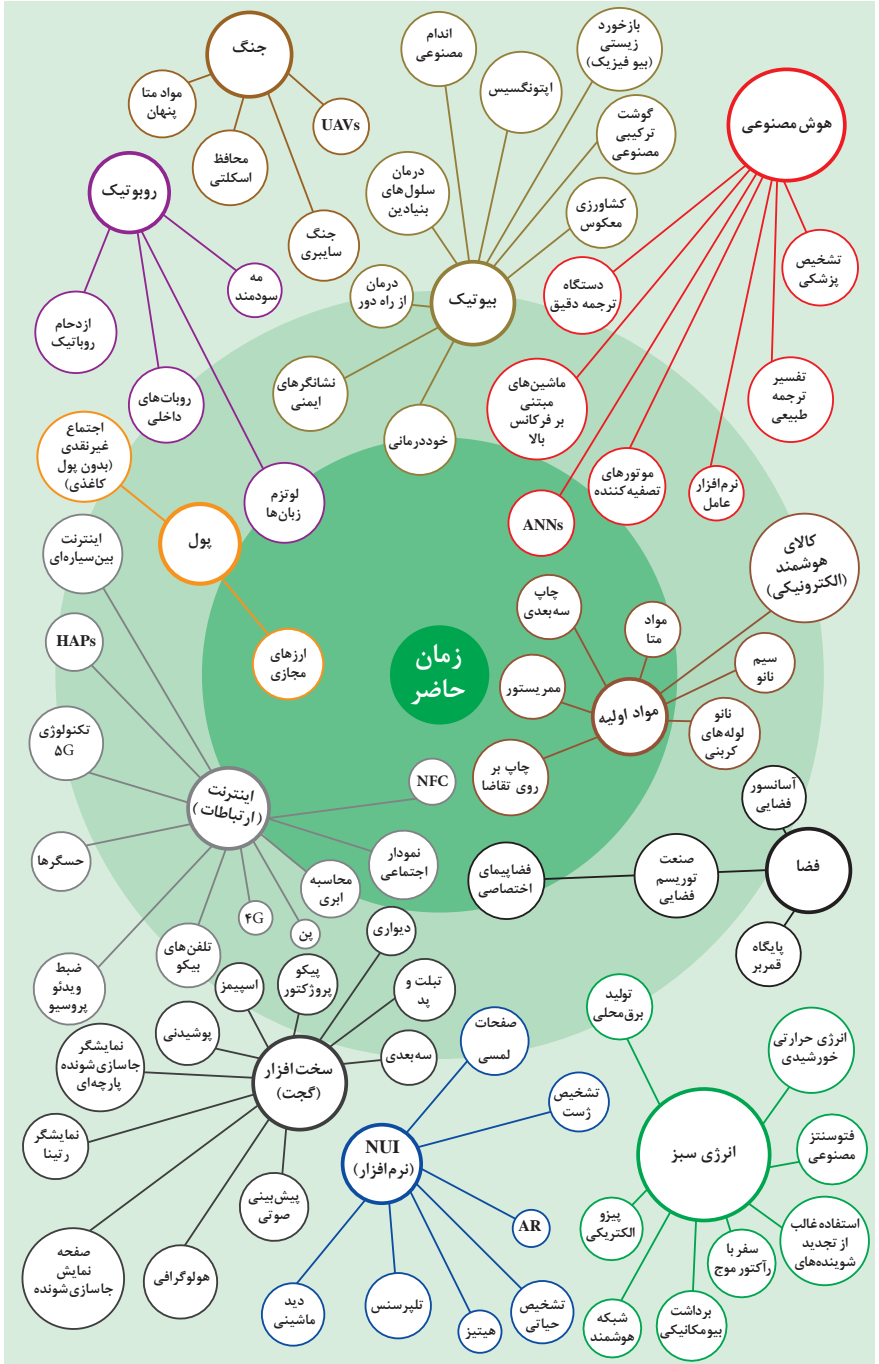 جنگ
مواد متا
پنهان
محافظ
اسکلتی
جنگ
سایبری
UAVs
روبوتیک
ازدحام
روباتیک
روبات‌های
داخلی
لوتزم
زبان‌ها
مه
سودمند
بیوتیک
اندام
مصنوعی
اپتونگسیس
بازخورد
زیستی
(بیو فیزیک)
گوشت
ترکیبی
مصنوعی
کشاورزی
معکوس
درمان
سلول‌های
بنیادین
درمان
از راه دور
نشانگرهای
ایمنی
خوددرمانی
هوش مصنوعی
تشخیص
پزشکی
تفسیر
ترجمه
طبیعی
نرم‌افزار
عامل
موتورهای
تصفیه‌کننده
ANNs
ماشین‌های
مبتنی
بر فرکانس
بالا
دستگاه
ترجمه دقیق
پول
اجتماع
غیرنقدی
(بدون پول
کاغذی)
ارزهای
مجازی
زمان
حاضر
مواد اولیه
کالای
هوشمند
(الکترونیکی)
سیم
نانو
نانو
لوله‌های
کربنی
مواد
متا
چاپ
سه‌بعدی
ممریستور
چاپ بر
روی تقاضا
اینترنت
(ارتباطات)
اینترنت
بین‌سیاره‌ای
HAPs
تکنولوژی
۵G
حسگرها
ضبط
ویدئو
پروسیو
تلفن‌های
بیکو
۴G
پن
محاسبه
ابری
نمودار
اجتماعی
NFC
فضا
آسانسور
فضایی
صنعت
توریسم
فضایی
فضاپیمای
اختصاصی
پایگاه
قمربر
سخت‌افزار
(گجت)
دیواری
پیکو
پروژکتور
اسپیمز
پوشیدنی
تبلت و
پد
سه‌بعدی
نمایشگر
جاسازی‌شونده
پارچه‌ای
نمایشگر
رتینا
صفحه
نمایش
جاسازی‌شونده
هولوگرافی
پیش‌بینی
صوتی
NUI
(نرم‌افزار)
صفحات
لمسی
تشخیص
ژست
AR
تشخیص
حیاتی
هپتیز
تلپرسنس
دید
ماشینی
انرژی سبز
تولید
برق‌محلی
انرژی حرارتی
خورشیدی
فتوسنتز
مصنوعی
استفاده غالب
از تجدید
شوینده‌های
سفر با
رآکتور موج
برداشت
بیومکانیکی
شبکه
هوشمند
پیزو
الکتریکی